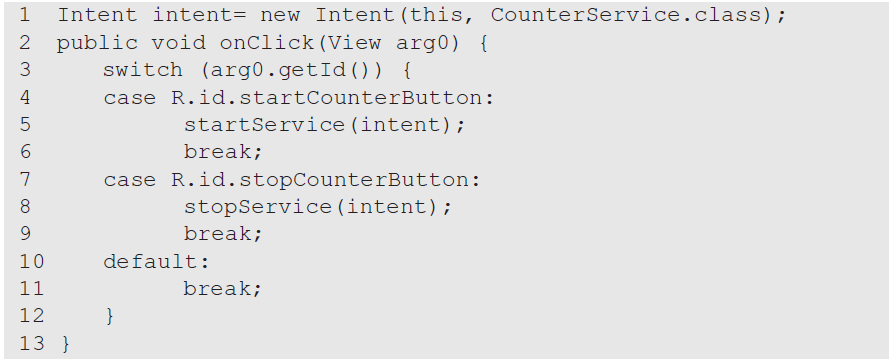 1 Intent intent= new Intent(this, CounterService.class);
2 public void onClick(View arg0) {
3 switch (arg0.getId()) {
4 case R.id.startCounterButton:
5 startService(intent);
6 break;
7 case R.id.stopCounterButton:
8 stopService(intent);
9 break;
10 default:
11 break;
12 }
13 }